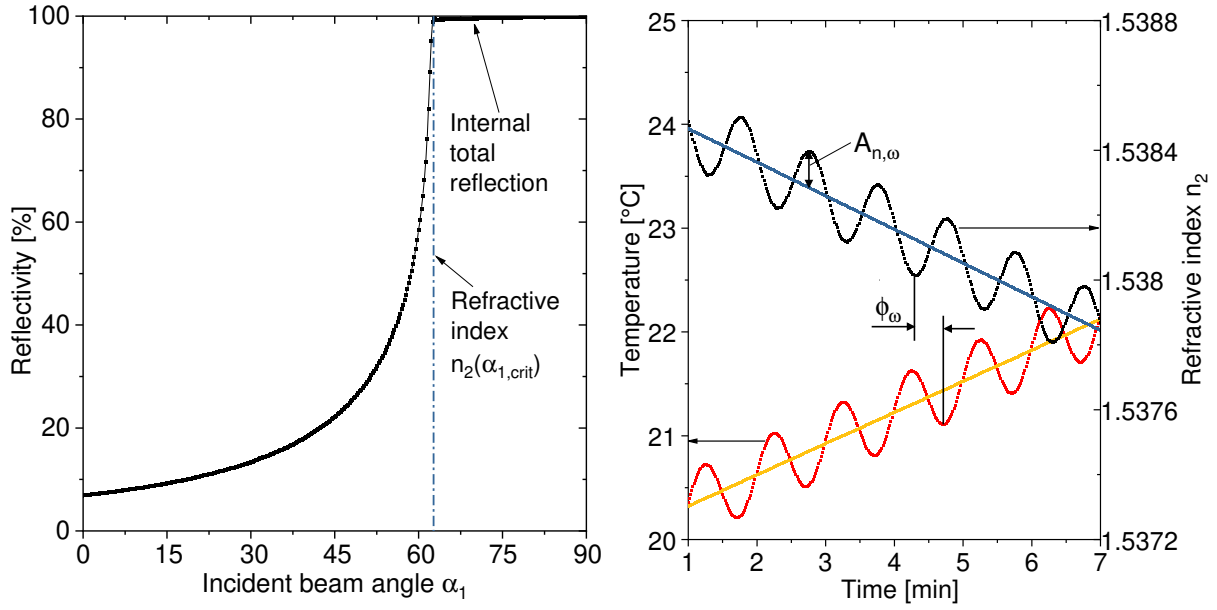 100
80
60
40
20
0
Reflectivity [%]
Internal
total
reflection
Refractive
index
n₂(α₁,crit)
0
15
30
45
60
75
90
Incident beam angle α₁
25
24
23
22
21
20
Temperature [°C]
Aₙ,ω
ϕω
1.5388
1.5384
1.538
1.5376
1.5372
Refractive index n₂
1
2
3
4
5
6
7
Time [min]